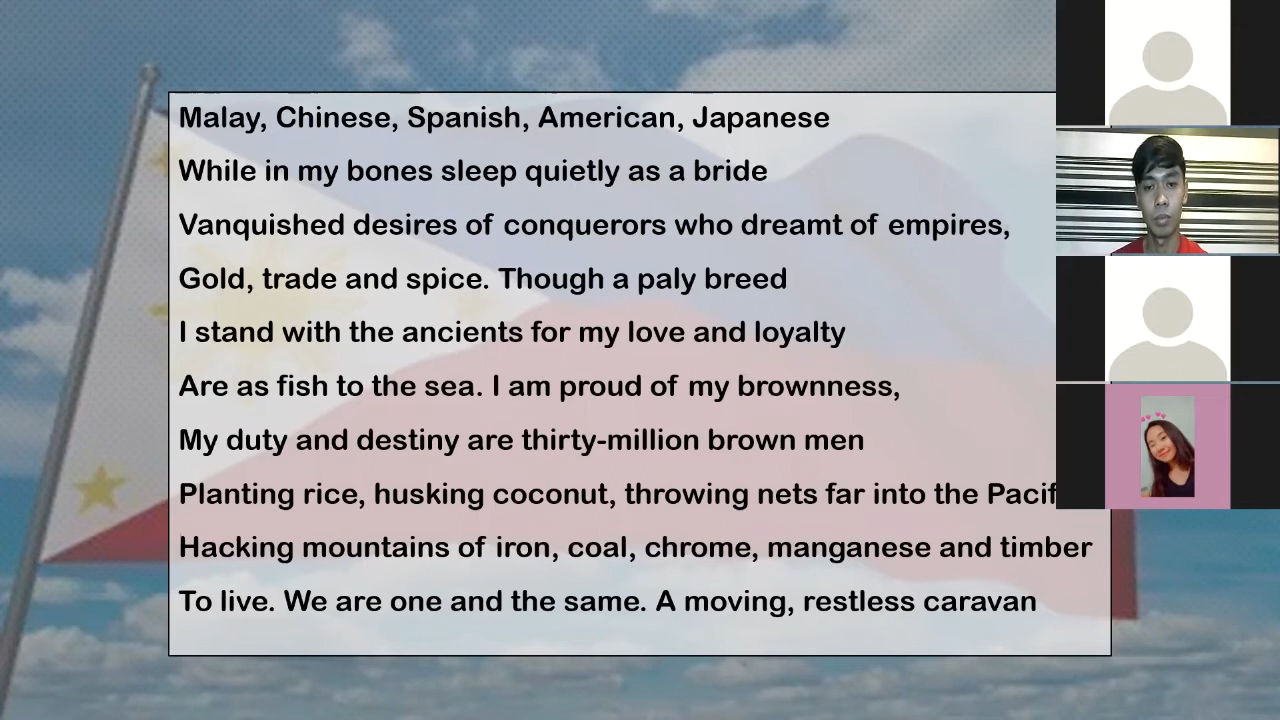 Malay, Chinese, Spanish, American, Japanese
While in my bones sleep quietly as a bride
Vanquished desires of conquerors who dreamt of empires,
Gold, trade and spice. Though a paly breed
I stand with the ancients for my love and loyalty
Are as fish to the sea. I am proud of my brownness,
My duty and destiny are thirty-million brown men
Planting rice, husking coconut, throwing nets far into the
Hacking mountains of iron, coal, chrome, manganese and timber
To live. We are one and the same. A moving, restless caravan